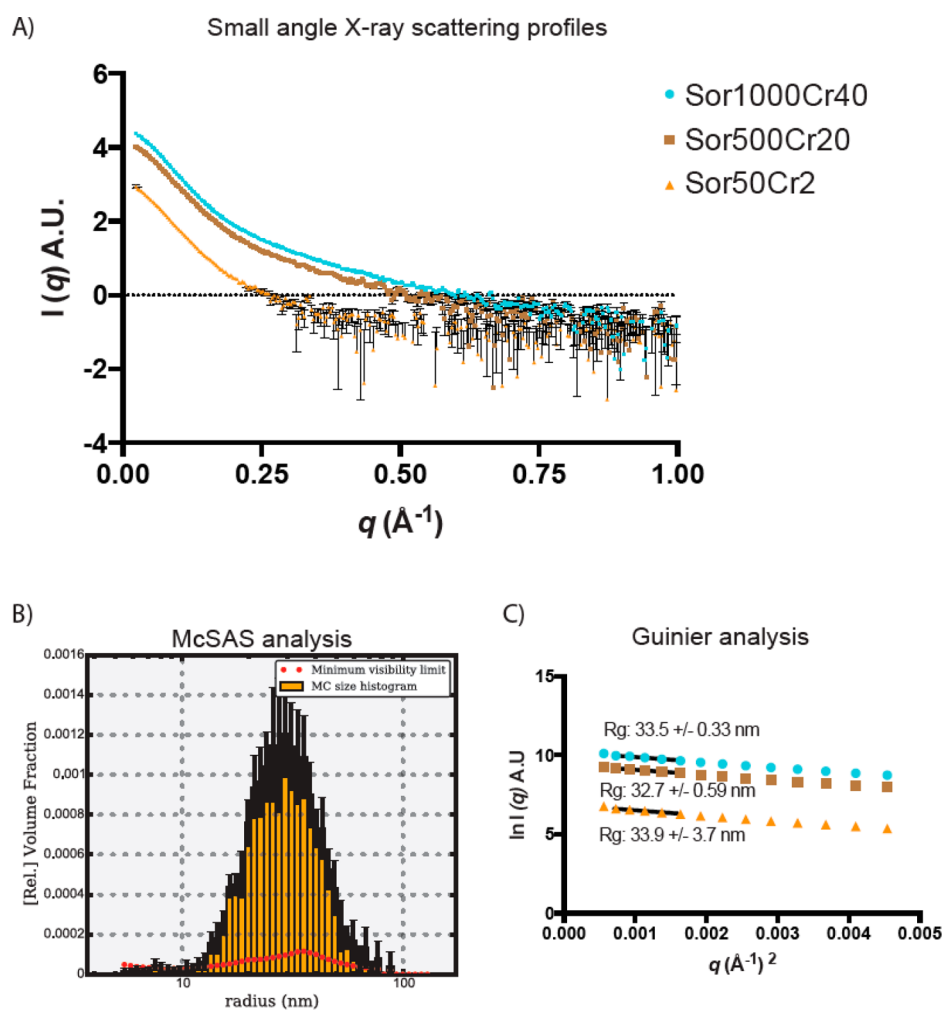 A)
Small angle X-ray scattering profiles
6
4
2
0
-2
-4
I (q) A.U.
0.00 0.25 0.50 0.75 1.00
q (Å-1)
Sor1000Cr40
Sor500Cr20
Sor50Cr2
B)
McSAS analysis
0.0016
0.0014
0.0012
0.001
0.0008
0.0006
0.0004
0.0002
0
[Rel.] Volume Fraction
Minimum visibility limit
MC size histogram
10 100
radius (nm)
C)
Guinier analysis
15
10
5
0
ln I (q) A.U
Rg: 33.5 +/- 0.33 nm
Rg: 32.7 +/- 0.59 nm
Rg: 33.9 +/- 3.7 nm
0.000 0.001 0.002 0.003 0.004 0.005
q (Å-1) 2